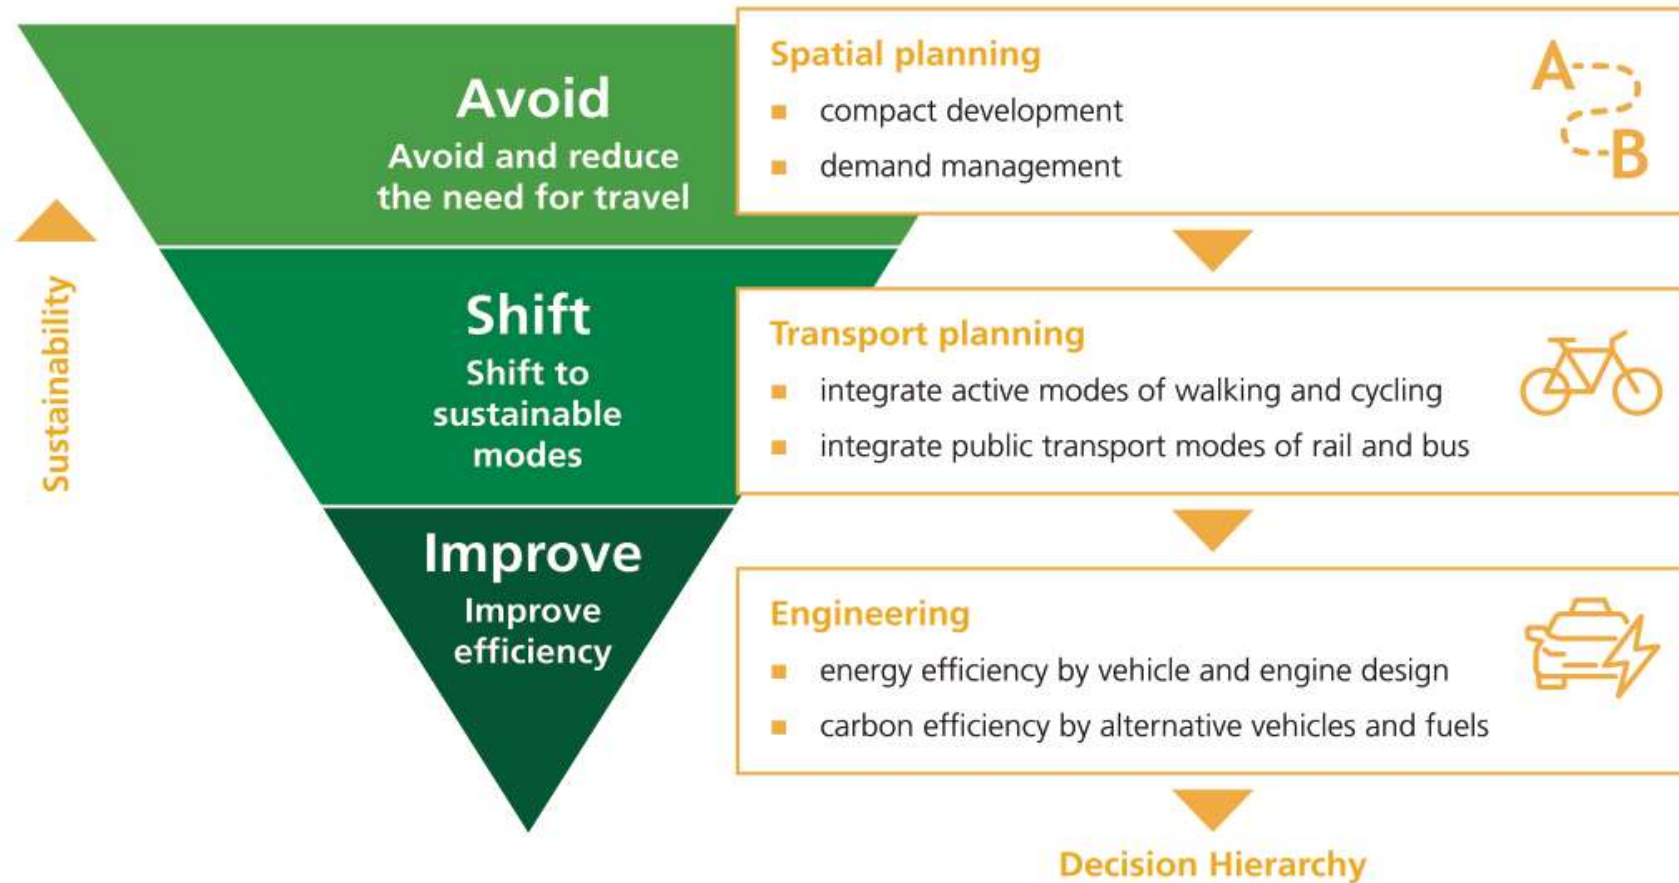 Avoid
Avoid and reduce
the need for travel
Spatial planning
compact development
demand management
A
B
Sustainability
Shift
Shift to
sustainable
modes
Transport planning
integrate active modes of walking and cycling
integrate public transport modes of rail and bus
Improve
Improve
efficiency
Engineering
energy efficiency by vehicle and engine design
carbon efficiency by alternative vehicles and fuels
Decision Hierarchy